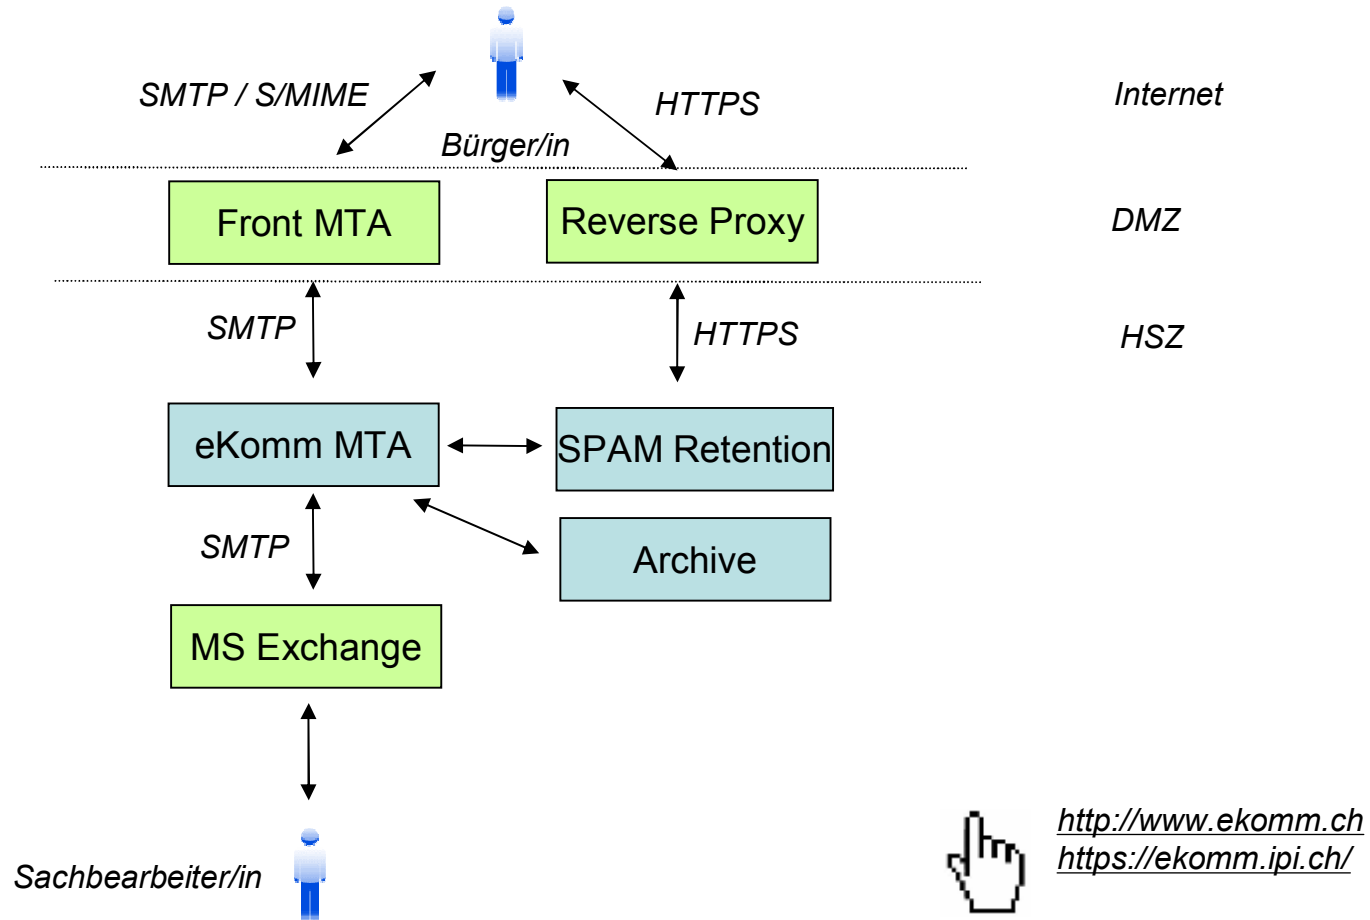 SMTP / S/MIME
HTTPS
Internet
Bürger/in
Front MTA
Reverse Proxy
DMZ
SMTP
HTTPS
HSZ
eKomm MTA
SPAM Retention
SMTP
Archive
MS Exchange
http://www.ekomm.ch
https://ekomm.ipi.ch/
Sachbearbeiter/in